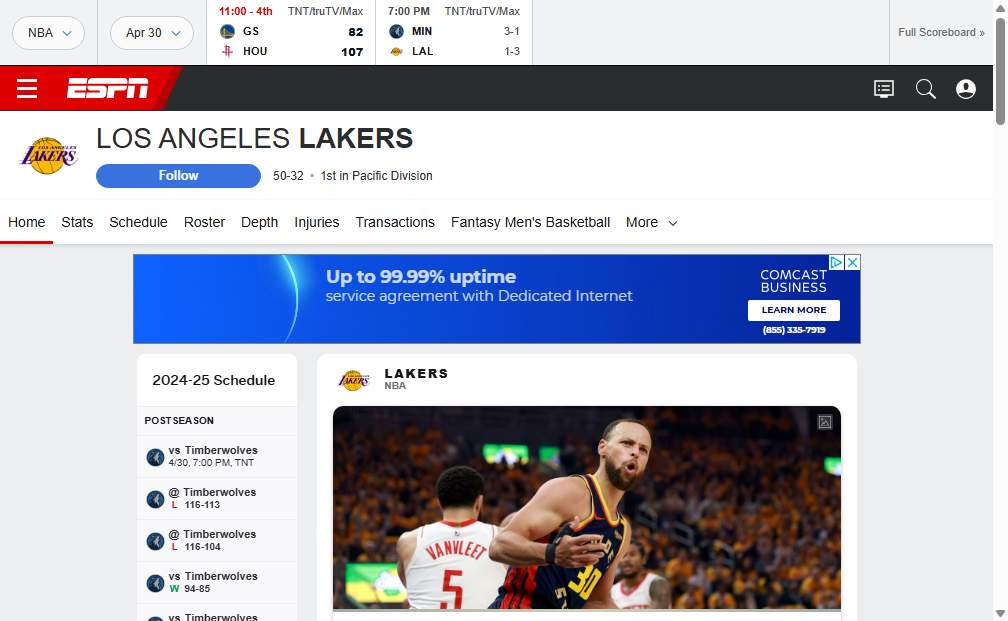 NBA
Apr 30
11:00 - 4th TNT/truTV/Max
GS 82
HOU 107
7:00 PM TNT/truTV/Max
MIN 3-1
LAL 1-3
Full Scoreboard »
ESPN
LOS ANGELES LAKERS
Follow
50-32 • 1st in Pacific Division
Home Stats Schedule Roster Depth Injuries Transactions Fantasy Men's Basketball More
Up to 99.99% uptime
service agreement with Dedicated Internet
COMCAST
BUSINESS
LEARN MORE
(855) 335-7919
2024-25 Schedule
POSTSEASON
vs Timberwolves
4/30, 7:00 PM, TNT
@ Timberwolves
L 116-113
@ Timberwolves
L 116-104
vs Timberwolves
W 94-85
vs Timberwolves
LAKERS
NBA
VANVLEET
5
30